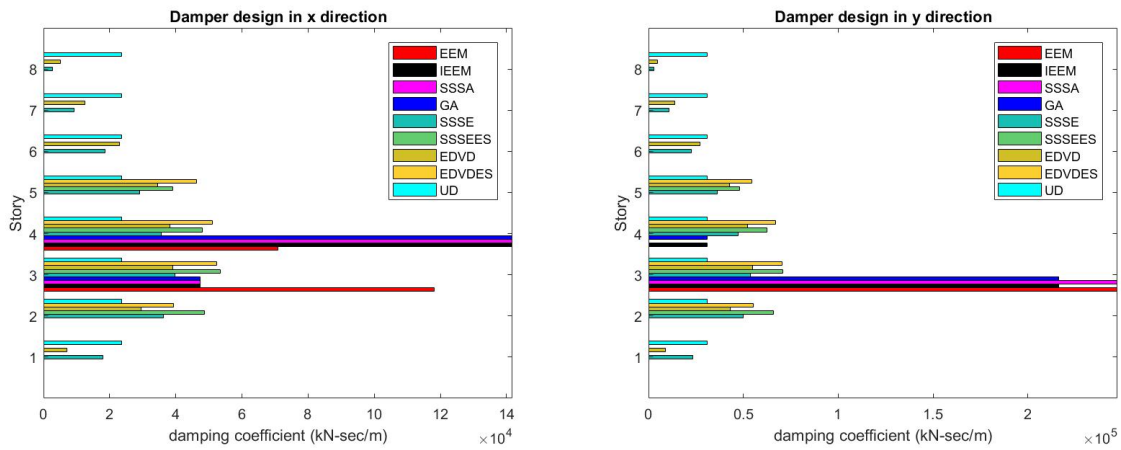 Damper design in x direction
EEM
IEEM
SSSA
GA
SSSE
SSSEES
EDVD
EDVDES
UD
8
7
6
5
4
3
2
1
Story
0 2 4 6 8 10 12 14
damping coefficient (kN-sec/m)
×10^4
Damper design in y direction
EEM
IEEM
SSSA
GA
SSSE
SSSEES
EDVD
EDVDES
UD
8
7
6
5
4
3
2
1
Story
0 0.5 1 1.5 2
damping coefficient (kN-sec/m)
×10^5